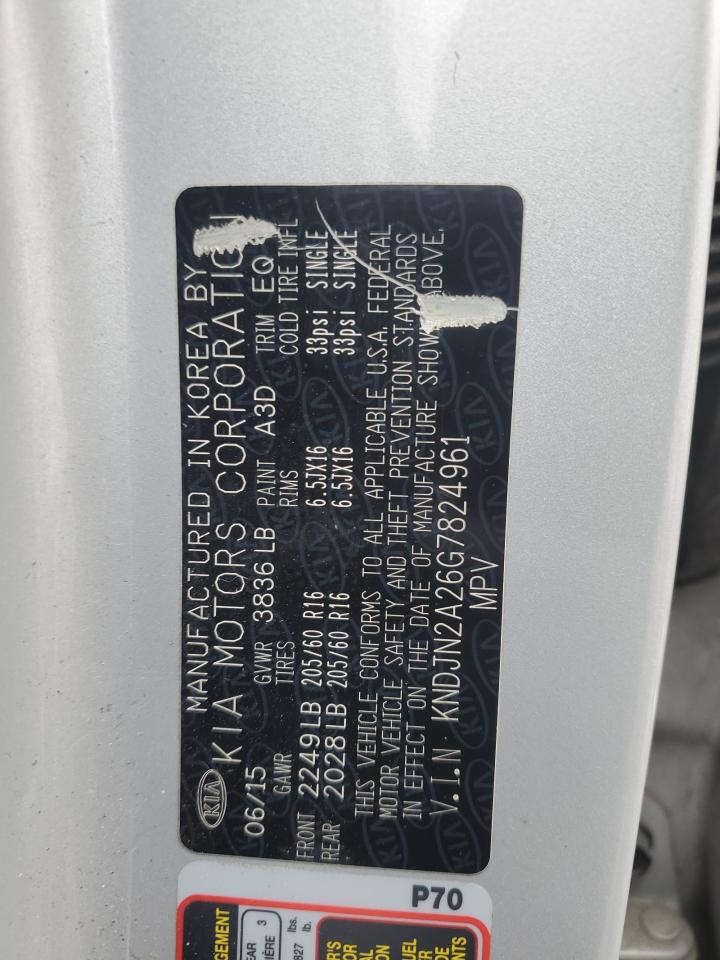 MANUFACTURED IN KOREA BY
KIA KIA MOTORS CORPORATION
06/15 GVWR 3836 LB PAINT A3D TRIM EQ
GAWR TIRES RIMS COLD TIRE INFL
FRONT 2249 LB 205/60 R16 6.5JX16 33psi SINGLE
REAR 2028 LB 205/60 R16 6.5JX16 33psi SINGLE
THIS VEHICLE CONFORMS TO ALL APPLICABLE U.S.A. FEDERAL
MOTOR VEHICLE SAFETY AND THEFT PREVENTION STANDARDS
IN EFFECT ON THE DATE OF MANUFACTURE SHOWN ABOVE.
V.I.N KNDJN2A26G7824961
MPV
P70